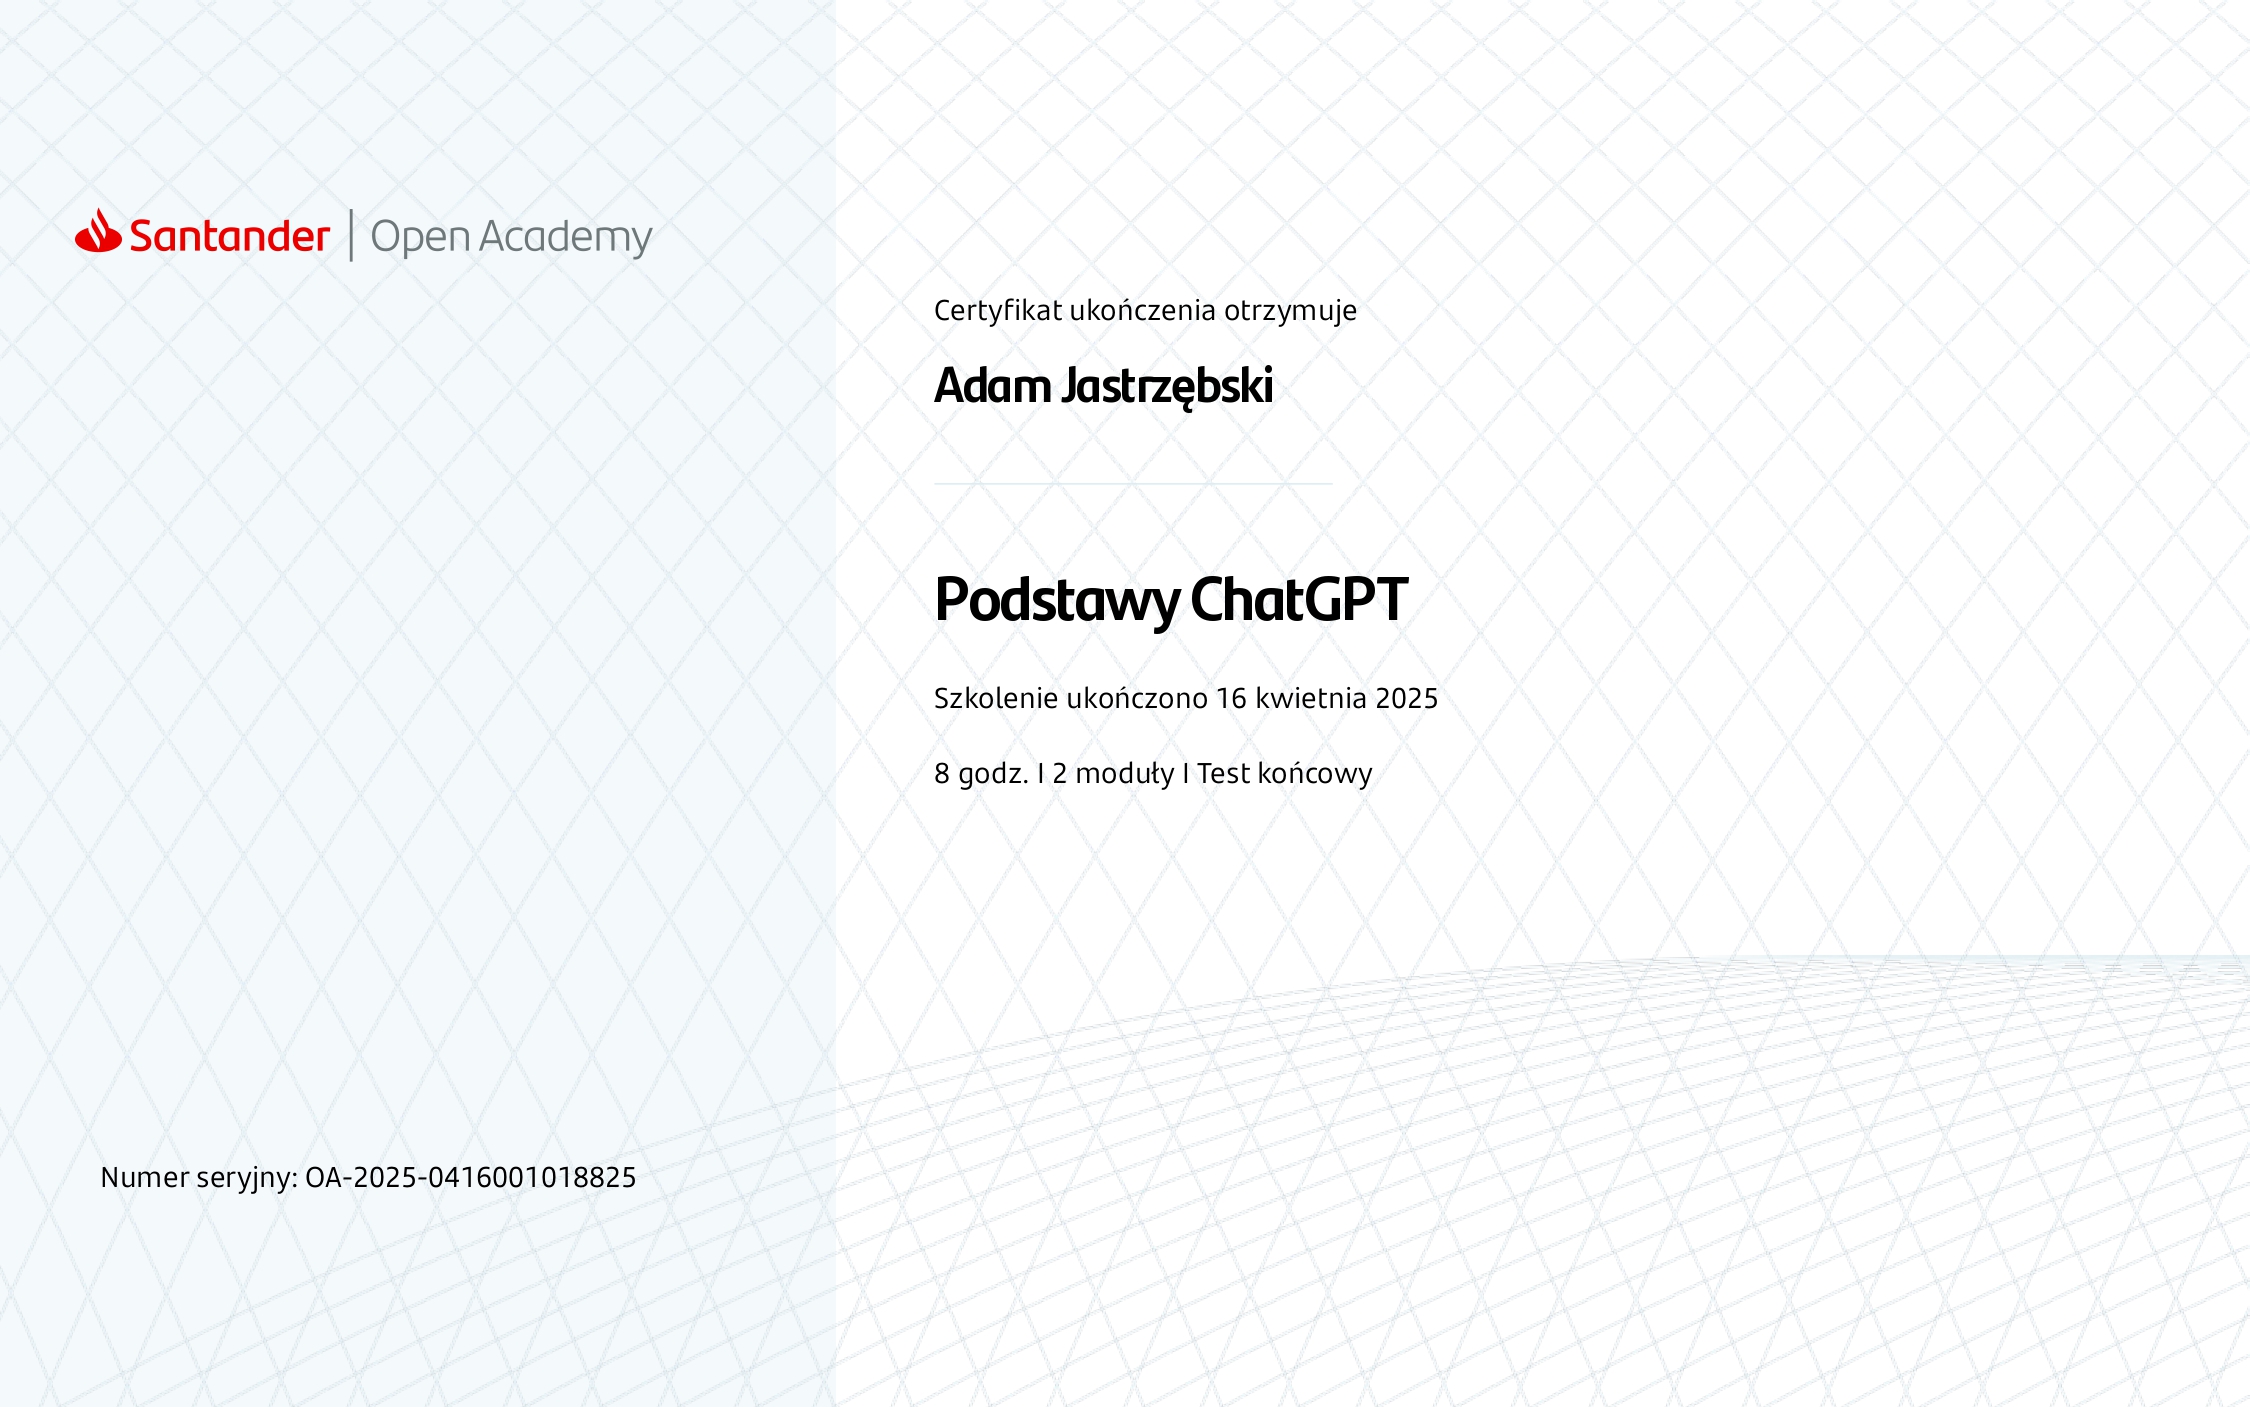 Santander | Open Academy
Certyfikat ukończenia otrzymuje
Adam Jastrzębski
Podstawy ChatGPT
Szkolenie ukończono 16 kwietnia 2025
8 godz. I 2 moduły I Test końcowy
Numer seryjny: OA-2025-0416001018825